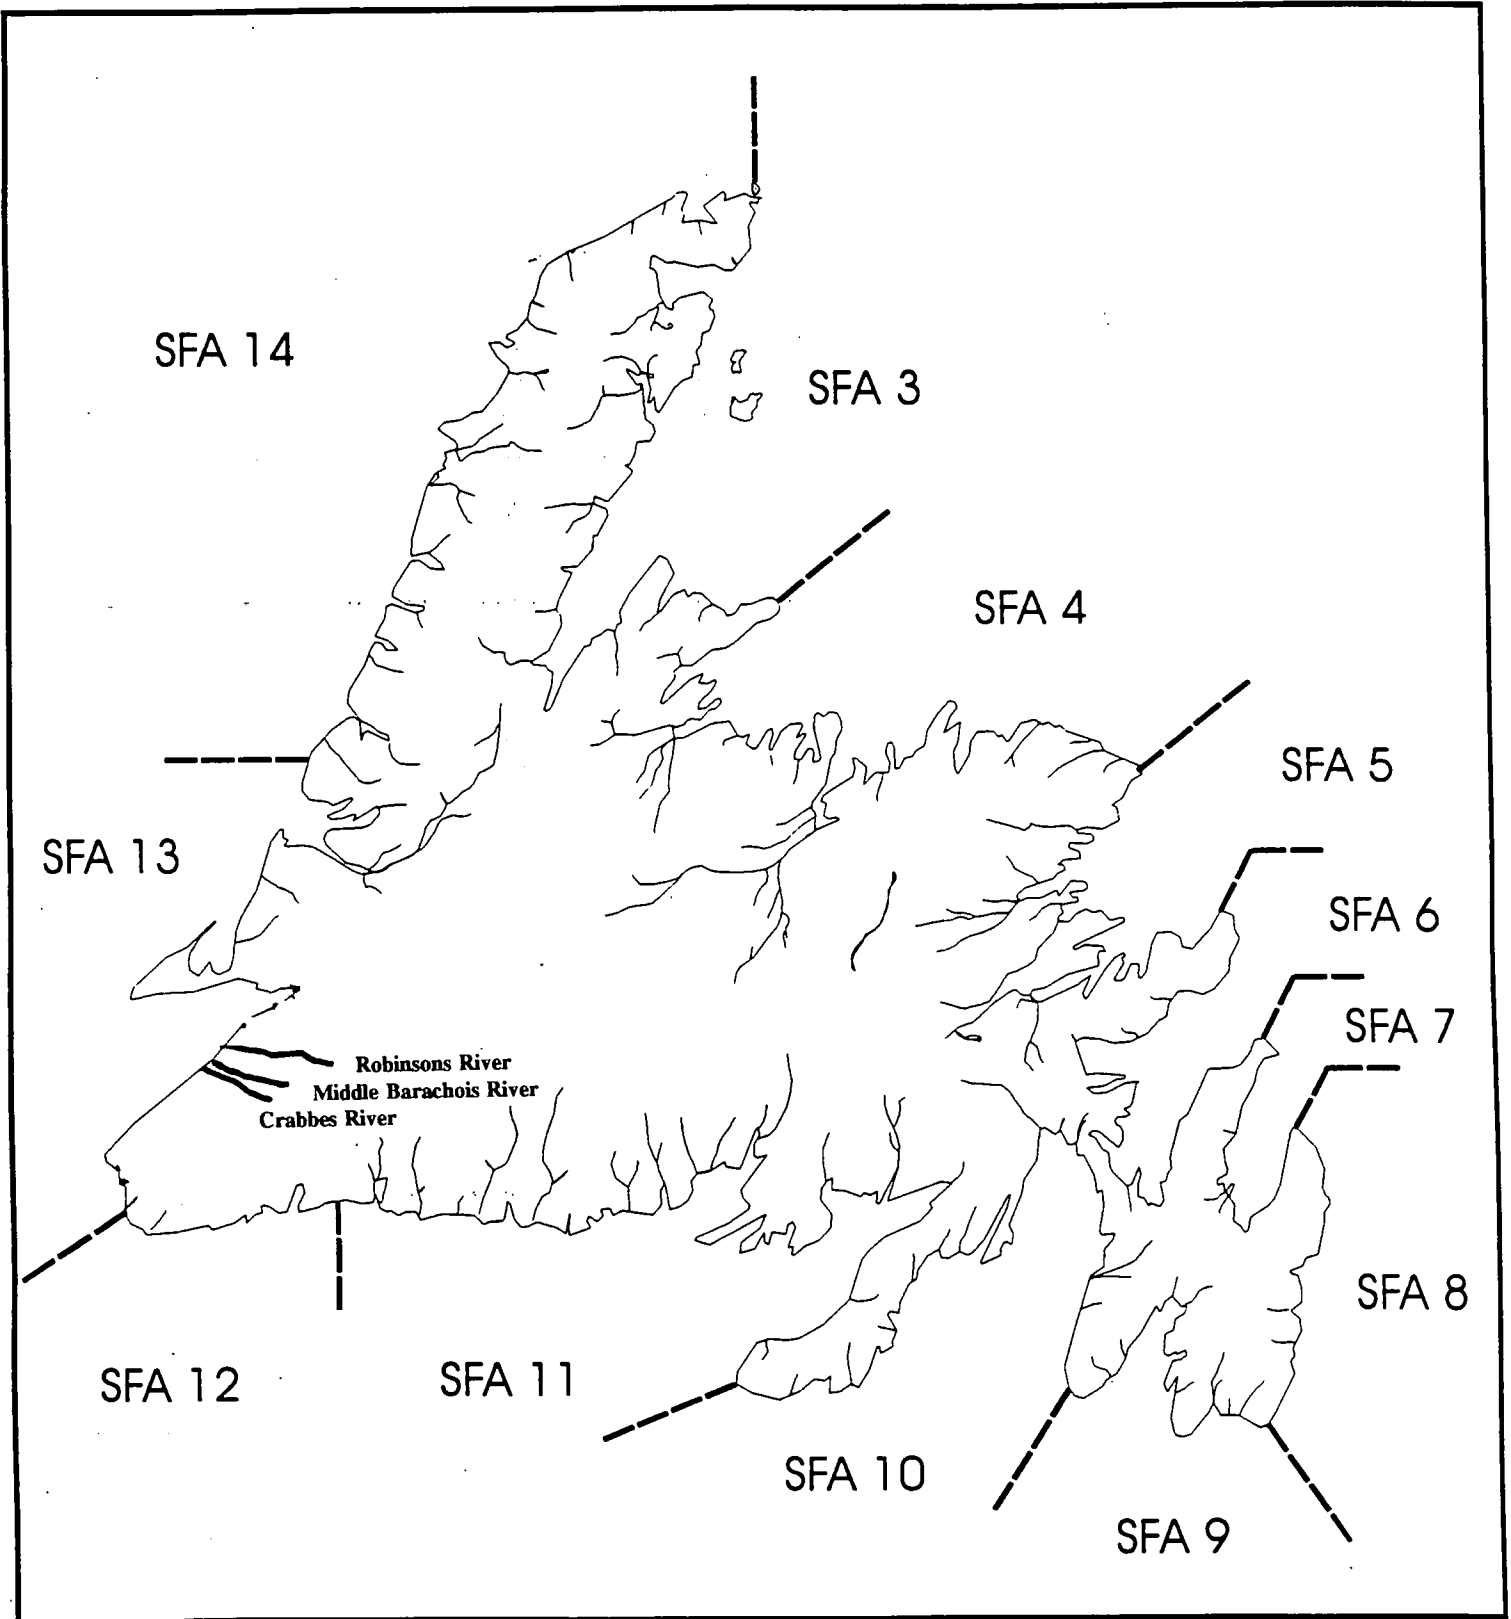 SFA 14
SFA 3
SFA 4
SFA 5
SFA 13
SFA 6
SFA 7
Robinsons River
Middle Barachois River
Crabbes River
SFA 8
SFA 12
SFA 11
SFA 10
SFA 9